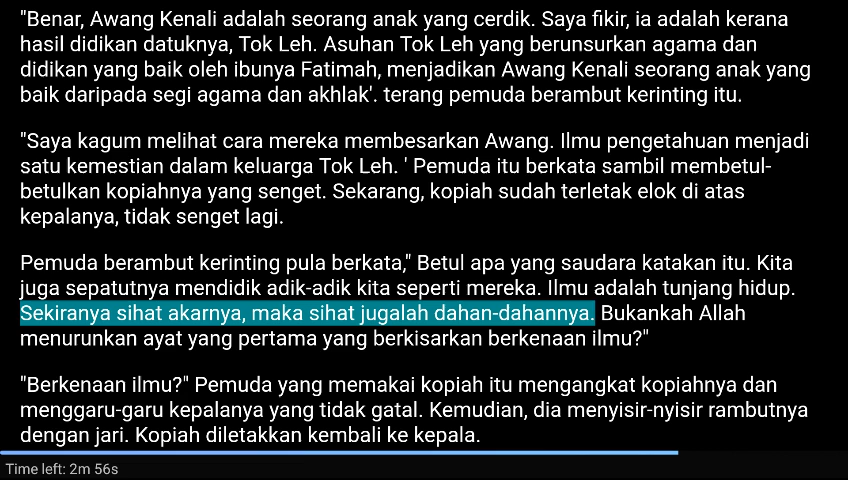 "Benar, Awang Kenali adalah seorang anak yang cerdik. Saya fikir, ia adalah kerana
hasil didikan datuknya, Tok Leh. Asuhan Tok Leh yang berunsurkan agama dan
didikan yang baik oleh ibunya Fatimah, menjadikan Awang Kenali seorang anak yang
baik daripada segi agama dan akhlak'. terang pemuda berambut kerinting itu.
"Saya kagum melihat cara mereka membesarkan Awang. Ilmu pengetahuan menjadi
satu kemestian dalam keluarga Tok Leh. ' Pemuda itu berkata sambil membetul-
betulkan kopiahnya yang senget. Sekarang, kopiah sudah terletak elok di atas
kepalanya, tidak senget lagi.
Pemuda berambut kerinting pula berkata," Betul apa yang saudara katakan itu. Kita
juga sepatutnya mendidik adik-adik kita seperti mereka. Ilmu adalah tunjang hidup.
Sekiranya sihat akarnya, maka sihat jugalah dahan-dahannya. Bukankah Allah
menurunkan ayat yang pertama yang berkisarkan berkenaan ilmu?"
"Berkenaan ilmu?" Pemuda yang memakai kopiah itu mengangkat kopiahnya dan
menggaru-garu kepalanya yang tidak gatal. Kemudian, dia menyisir-nyisir rambutnya
dengan jari. Kopiah diletakkan kembali ke kepala.
Time left: 2m 56s